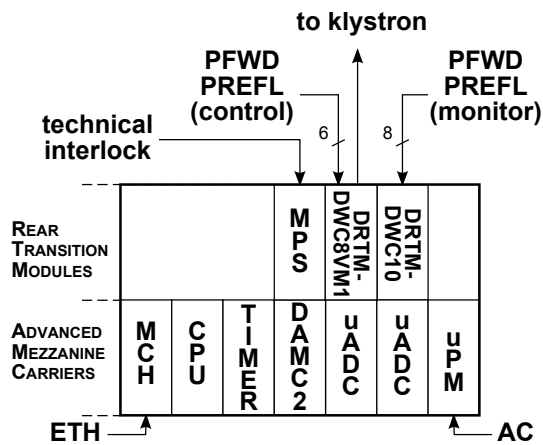 to klystron
PFWD
PREFL
(control)
PFWD
PREFL
(monitor)
technical
interlock
6
8
REAR
TRANSITION
MODULES
MPS
DRTM-
DWC8VM1
DRTM-
DWC10
ADVANCED
MEZZANINE
CARRIERS
MCH
CPU
TIMER
DAMC2
uADC
uADC
uPM
ETH
AC